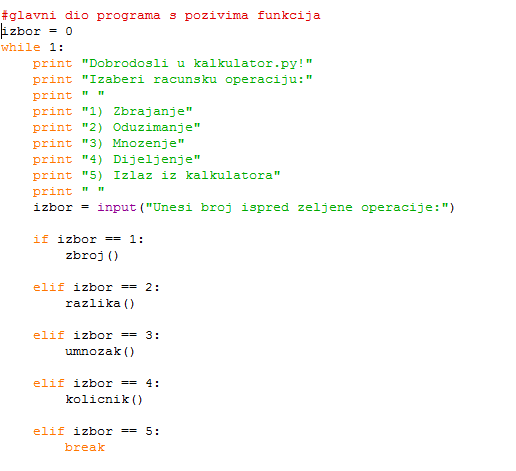 #glavni dio programa s pozivima funkcija
izbor = 0
while 1:
    print "Dobrodosli u kalkulator.py!"
    print "Izaberi racunsku operaciju:"
    print " "
    print "1) Zbrajanje"
    print "2) Oduzimanje"
    print "3) Mnozenje"
    print "4) Dijeljenje"
    print "5) Izlaz iz kalkulatora"
    print " "
    izbor = input("Unesi broj ispred zeljene operacije:")
    if izbor == 1:
        zbroj()
    elif izbor == 2:
        razlika()
    elif izbor == 3:
        umnozak()
    elif izbor == 4:
        kolicnik()
    elif izbor == 5:
        break